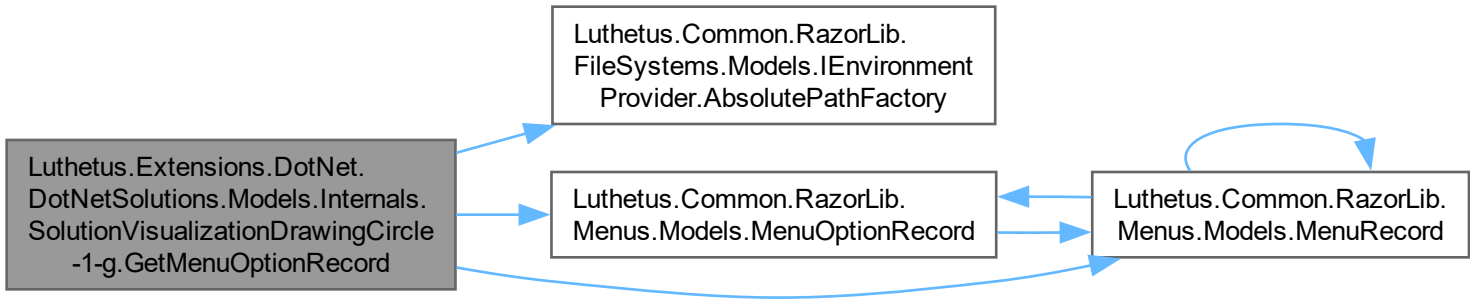 Luthetus.Common.RazorLib.
FileSystems.Models.IEnvironment
Provider.AbsolutePathFactory
Luthetus.Extensions.DotNet.
DotNetSolutions.Models.Internals.
SolutionVisualizationDrawingCircle
-1-g.GetMenuOptionRecord
Luthetus.Common.RazorLib.
Menus.Models.MenuOptionRecord
Luthetus.Common.RazorLib.
Menus.Models.MenuRecord